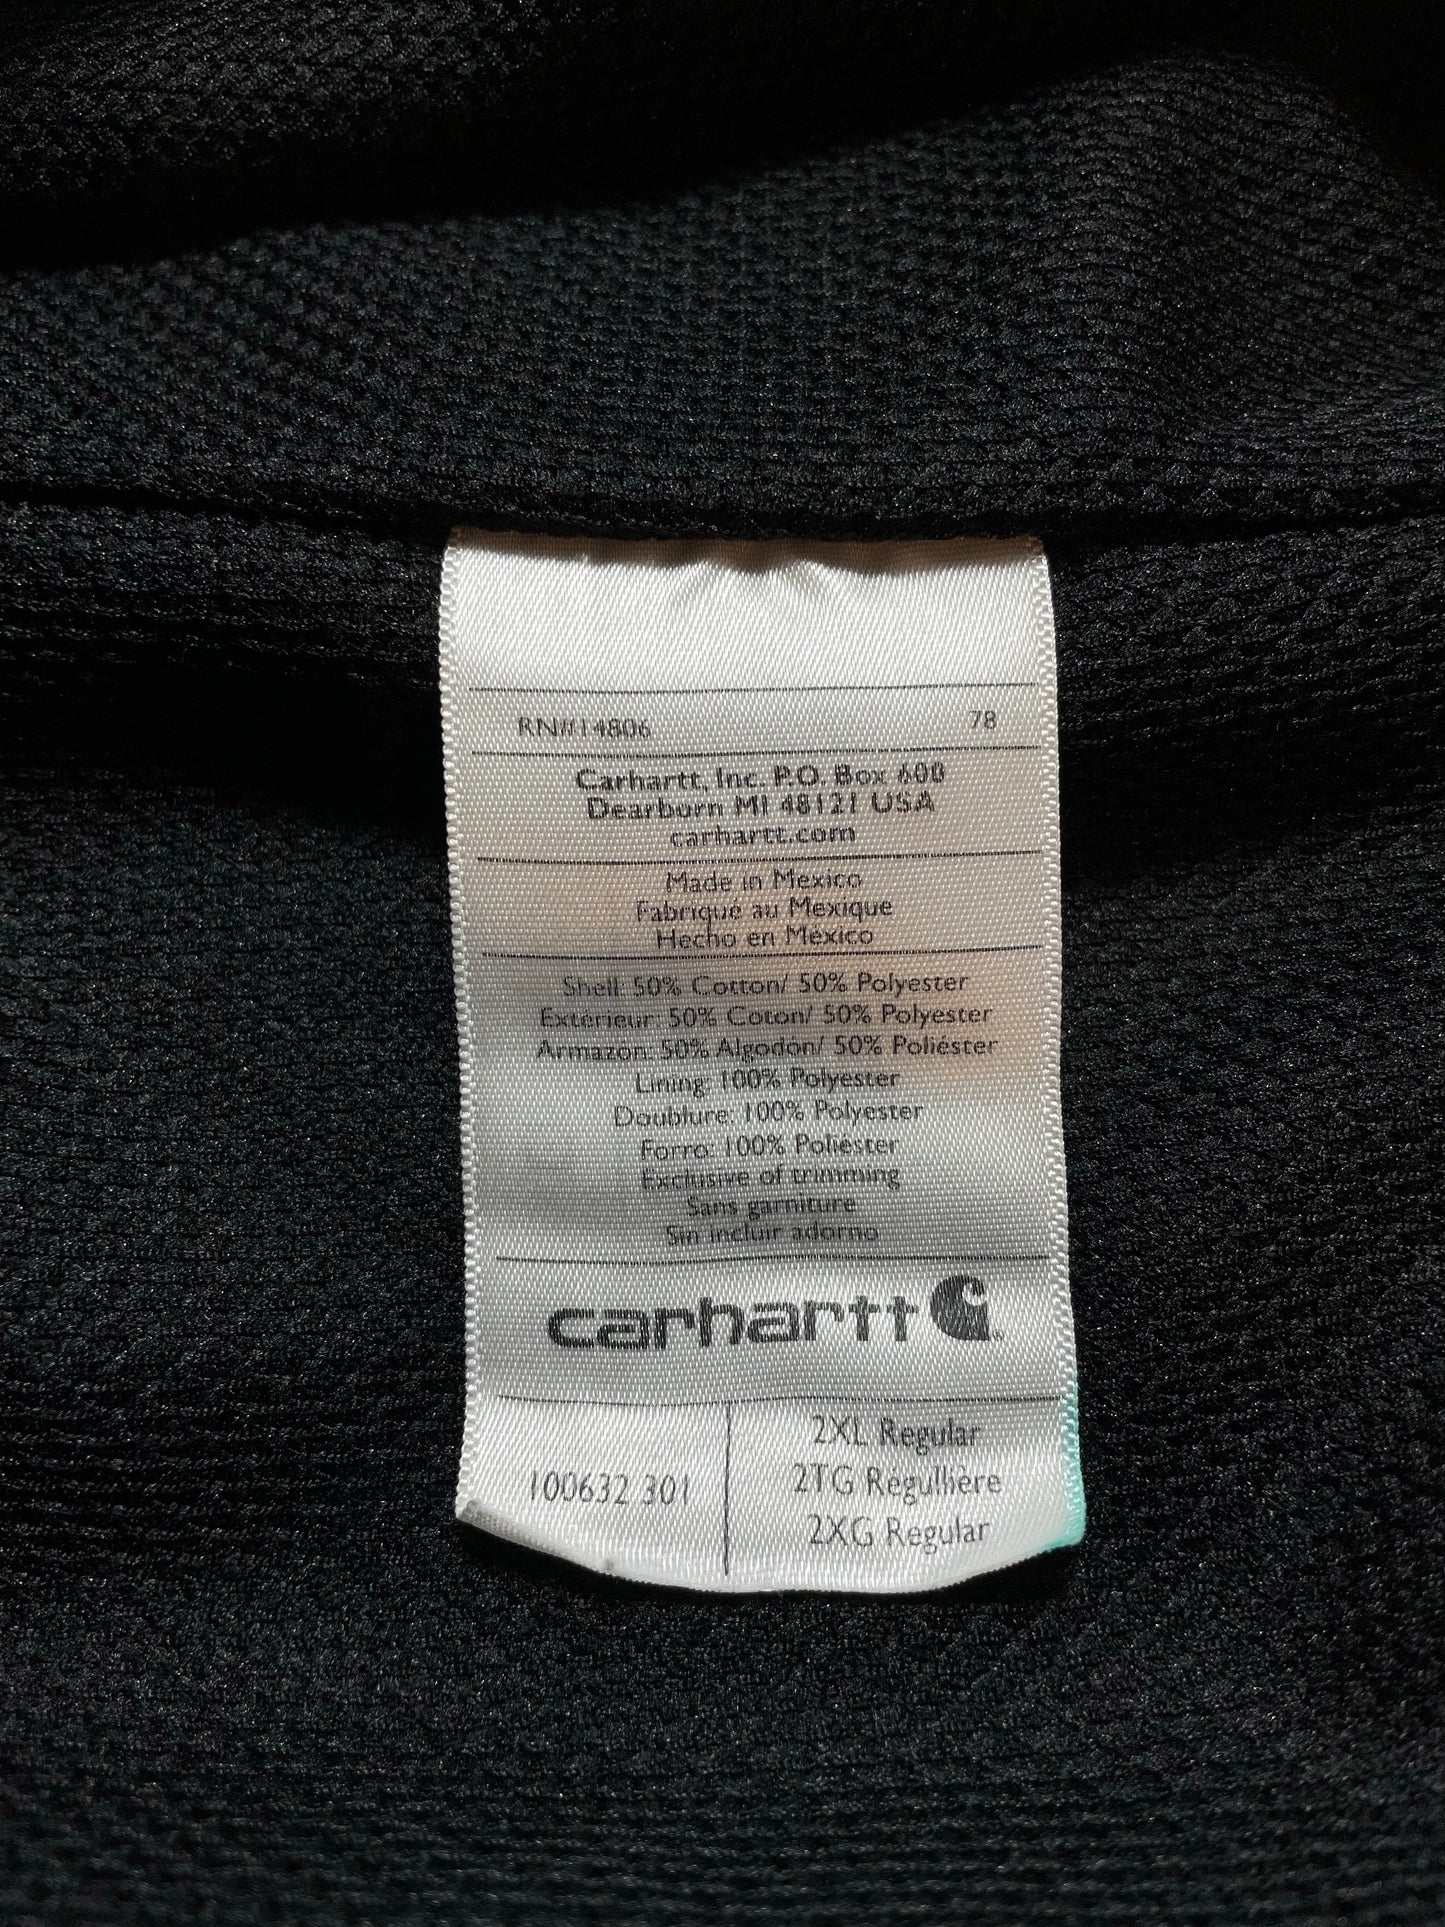 RN#14806 78
Carhartt, Inc. P.O. Box 600
Dearborn MI 48121 USA
carhartt.com
Made in Mexico
Fabriqué au Mexique
Hecho en México
Shell: 50% Cotton/ 50% Polyester
Extérieur: 50% Coton/ 50% Polyester
Armazon: 50% Algodón/ 50% Poliéster
Lining: 100% Polyester
Doublure: 100% Polyester
Forro: 100% Poliéster
Exclusive of trimming
Sans garniture
Sin incluir adorno
carhartt
100632 301
2XL Regular
2TG Régullière
2XG Regular